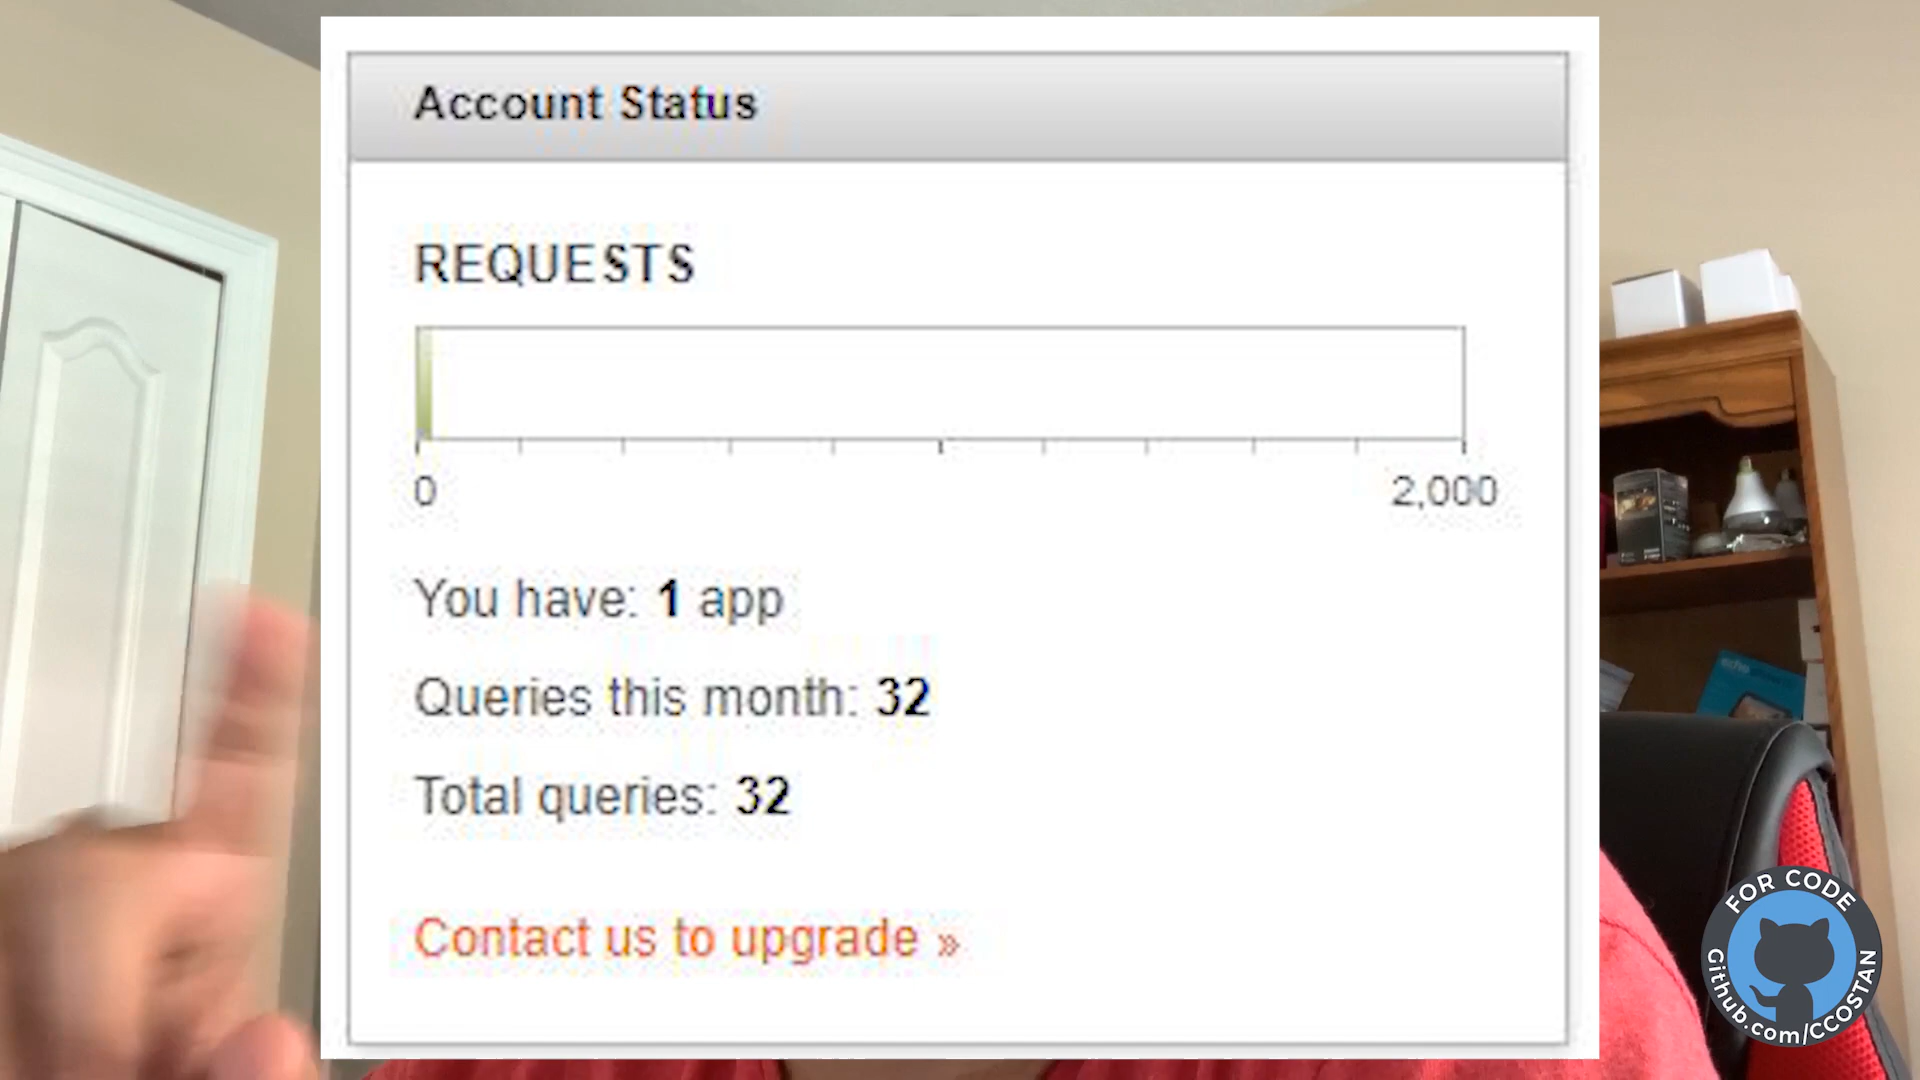 Account Status
REQUESTS
0 2,000
You have: 1 app
Queries this month: 32
Total queries: 32
Contact us to upgrade »
echo
FOR CODE
Github.com/CCOSTAN